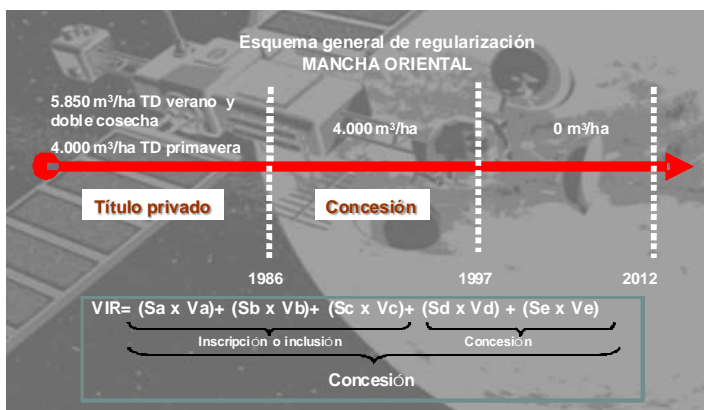 Esquema general de regularización
MANCHA ORIENTAL
5.850 m³/ha TD verano y
doble cosecha
4.000 m³/ha TD primavera
4.000 m³/ha
0 m³/ha
Título privado
Concesión
1986
1997
2012
VIR= (Sa x Va)+ (Sb x Vb)+ (Sc x Vc)+ (Sd x Vd) + (Se x Ve)
Inscripción o inclusión
Concesión
Concesión